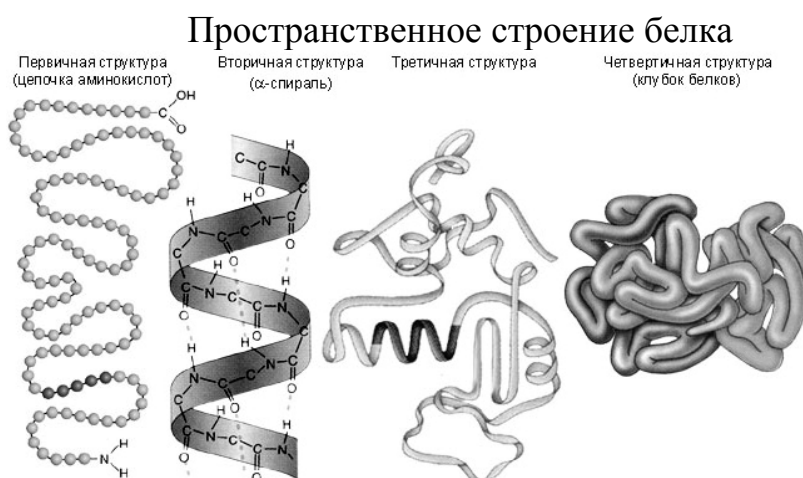 Пространственное строение белка
Первичная структура
(цепочка аминокислот)
Вторичная структура
(α-спираль)
Третичная структура
Четвертичная структура
(клубок белков)
OH
C
O
N
H
H
C
C
N
H
O
H
N
C
C
O
H
N
C
C
O
H
N
C
C
O
H
N
C
C
O
H
N
C
C
O
H
N
C
C
O
H
N
C
C
O